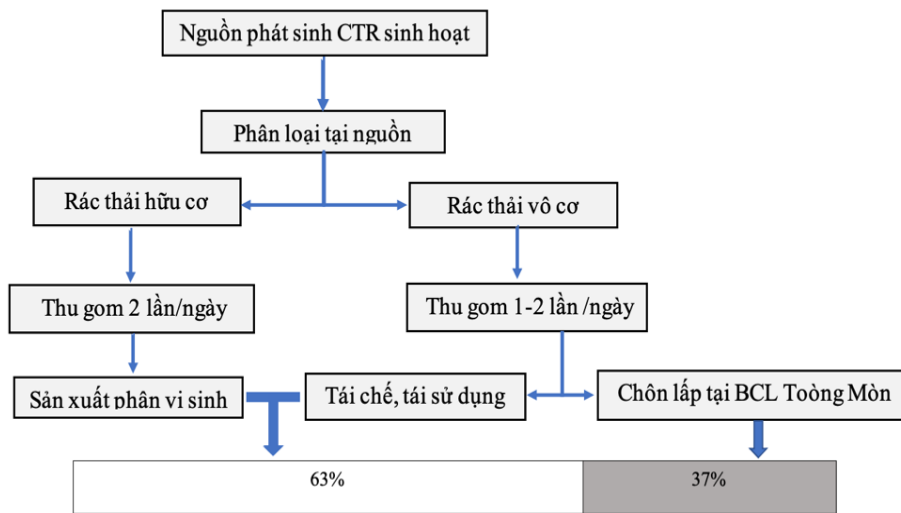 Nguồn phát sinh CTR sinh hoạt
Phân loại tại nguồn
Rác thải hữu cơ
Rác thải vô cơ
Thu gom 2 lần/ngày
Thu gom 1-2 lần /ngày
Sản xuất phân vi sinh
Tái chế, tái sử dụng
Chôn lấp tại BCL Toòng Mòn
63%
37%